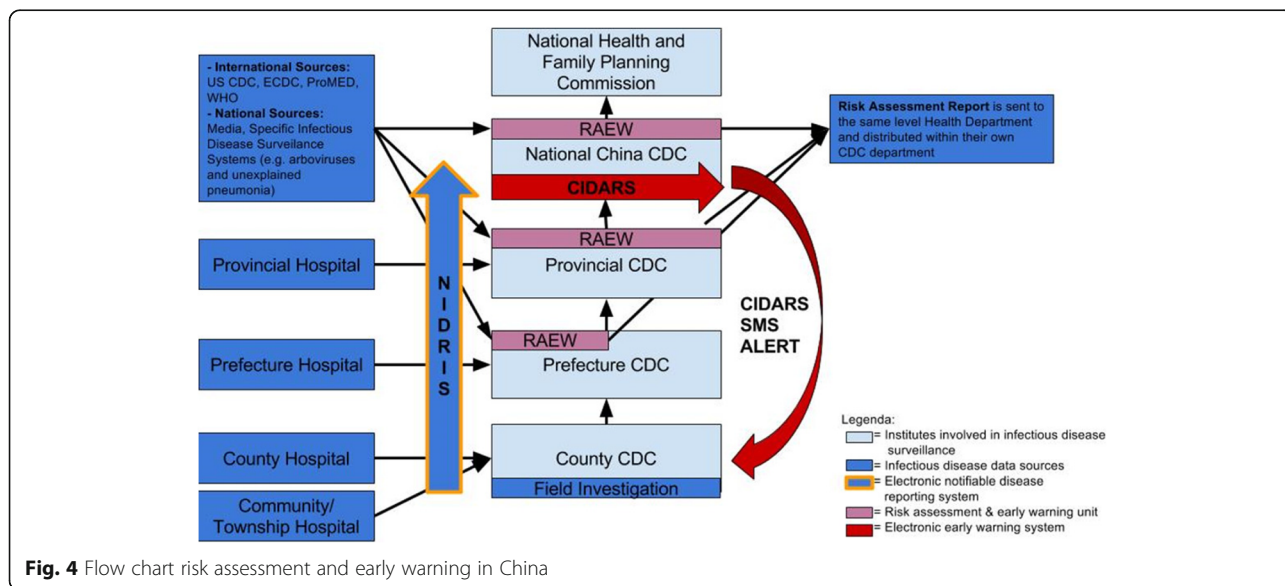 - International Sources:
US CDC, ECDC, ProMED,
WHO
- National Sources:
Media, Specific Infectious
Disease Surveilance
Systems (e.g. arboviruses
and unexplained
pneumonia)
Provincial Hospital
Prefecture Hospital
County Hospital
Community/
Township Hospital
NIDRIS
National Health and
Family Planning
Commission
RAEW
National China CDC
CIDARS
RAEW
Provincial CDC
RAEW
Prefecture CDC
County CDC
Field Investigation
Risk Assessment Report is sent to
the same level Health Department
and distributed within their own
CDC department
CIDARS
SMS
ALERT
Legenda:
= Institutes involved in infectious disease
surveillance
= Infectious disease data sources
= Electronic notifiable disease
reporting system
= Risk assessment & early warning unit
= Electronic early warning system
Fig. 4 Flow chart risk assessment and early warning in China